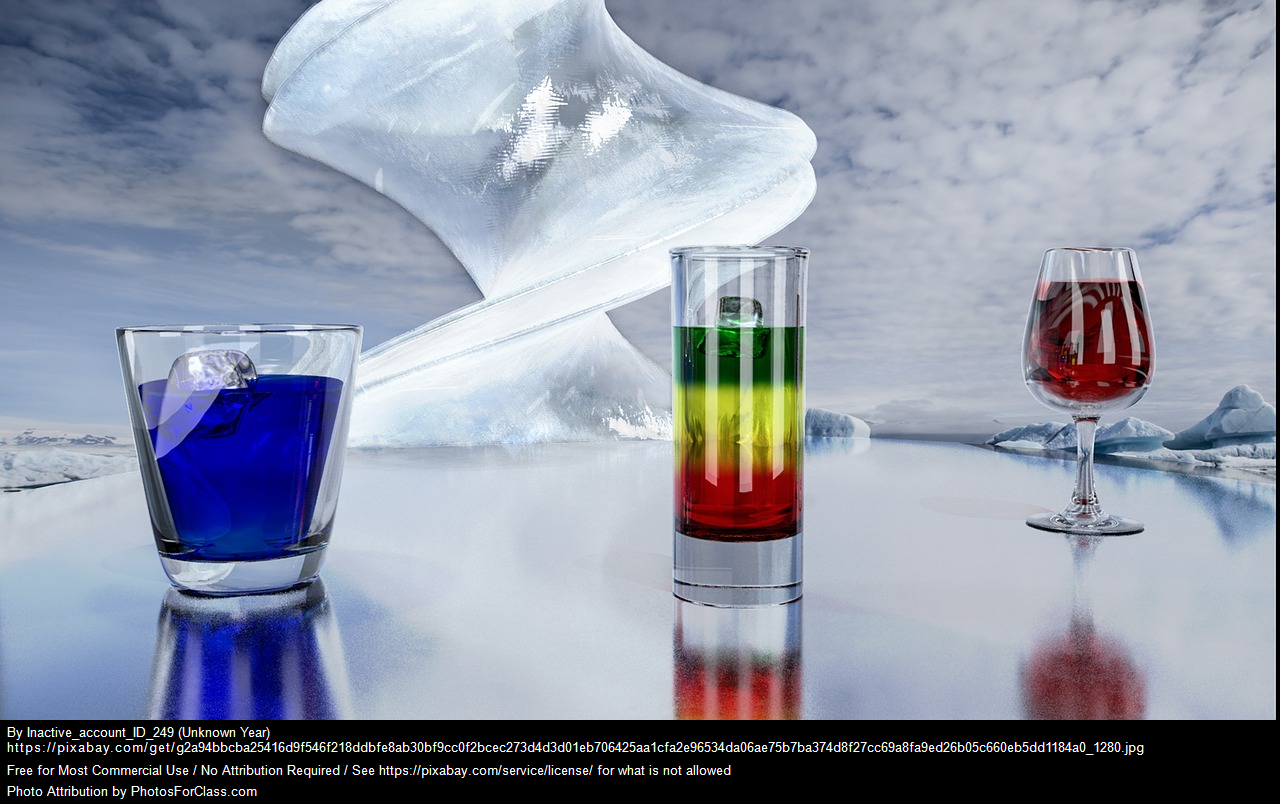 By Inactive_account_ID_249 (Unknown Year)
https://pixabay.com/get/g2a94bbcba25416d9f546f218ddbfe8ab30bf9cc0f2bcec273d4d3d01eb706425aa1cfa2e96534da06ae75b7ba374d8f27cc69a8fa9ed26b05c660eb5dd1184a0_1280.jpg
Free for Most Commercial Use / No Attribution Required / See https://pixabay.com/service/license/ for what is not allowed
Photo Attribution by PhotosForClass.com